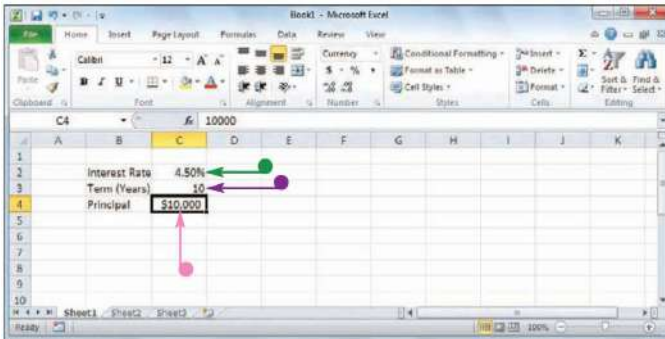 Book1 - Microsoft Excel
File Home Insert Page Layout Formulas Data Review View
Calibri 12 A A Currency Conditional Formatting Insert Σ
Paste B I U A $ % , Format as Table Delete Sort & Find &
Cell Styles Format Filter Select
Clipboard Font Alignment Number Styles Cells Editing
C4 fx 10000
A B C D E F G H I J K
1
2 Interest Rate 4.50%
3 Term (Years) 10
4 Principal $10,000
5
6
7
8
9
10
Sheet1 Sheet2 Sheet3
Ready 100%